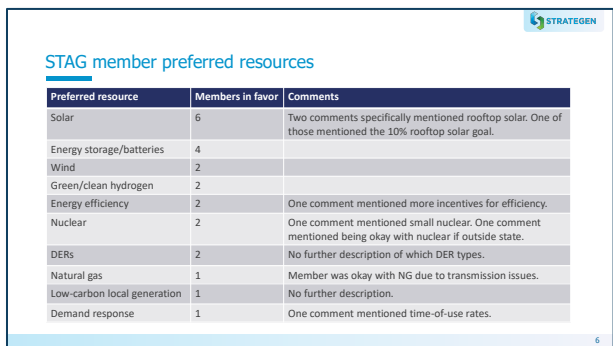 STRATEGEN
STAG member preferred resources
Preferred resource Members in favor Comments
Solar 6 Two comments specifically mentioned rooftop solar. One of
those mentioned the 10% rooftop solar goal.
Energy storage/batteries 4
Wind 2
Green/clean hydrogen 2
Energy efficiency 2 One comment mentioned more incentives for efficiency.
Nuclear 2 One comment mentioned small nuclear. One comment
mentioned being okay with nuclear if outside state.
DERs 2 No further description of which DER types.
Natural gas 1 Member was okay with NG due to transmission issues.
Low-carbon local generation 1 No further description.
Demand response 1 One comment mentioned time-of-use rates.
6